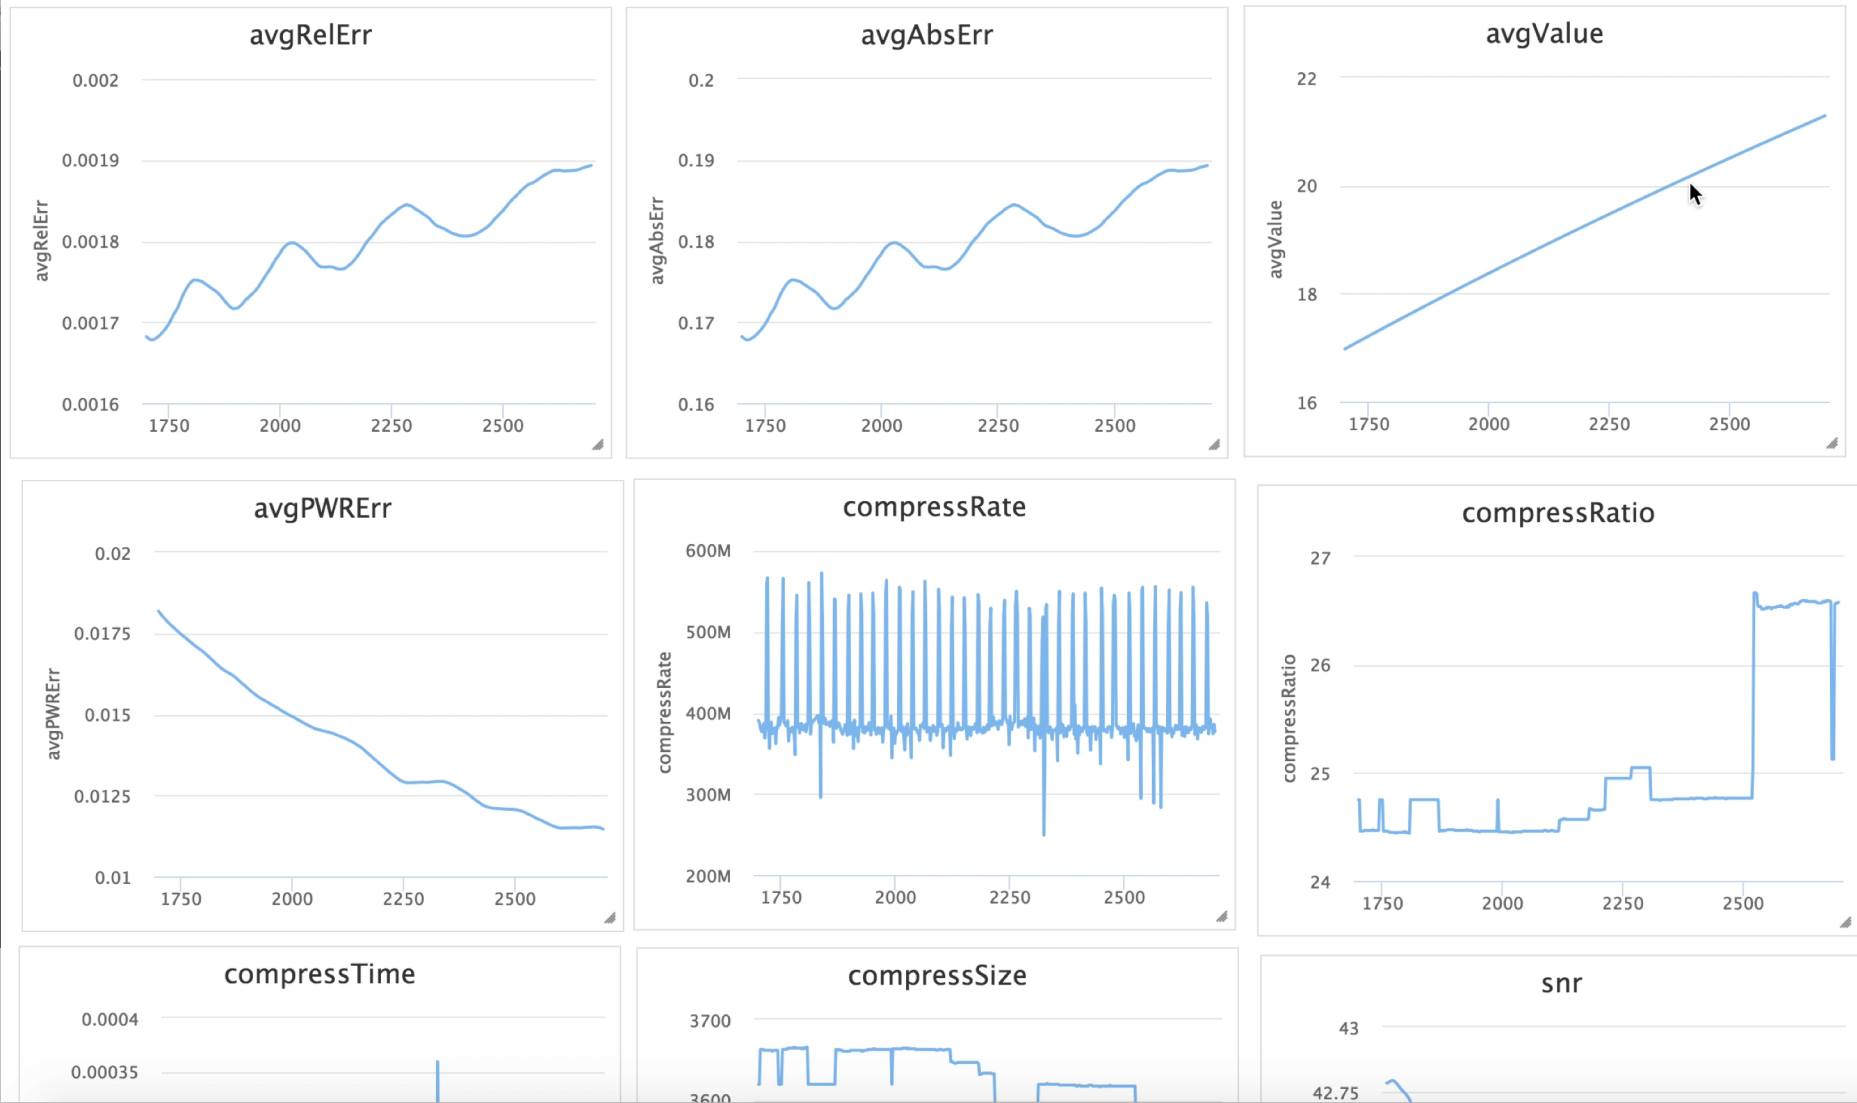 avgRelErr
avgRelErr
0.002
0.0019
0.0018
0.0017
0.0016
1750 2000 2250 2500
avgAbsErr
avgAbsErr
0.2
0.19
0.18
0.17
0.16
1750 2000 2250 2500
avgValue
avgValue
22
20
18
16
1750 2000 2250 2500
avgPWRErr
avgPWRErr
0.02
0.0175
0.015
0.0125
0.01
1750 2000 2250 2500
compressRate
compressRate
600M
500M
400M
300M
200M
1750 2000 2250 2500
compressRatio
compressRatio
27
26
25
24
1750 2000 2250 2500
compressTime
0.0004
0.00035
compressSize
3700
3600
snr
43
42.75